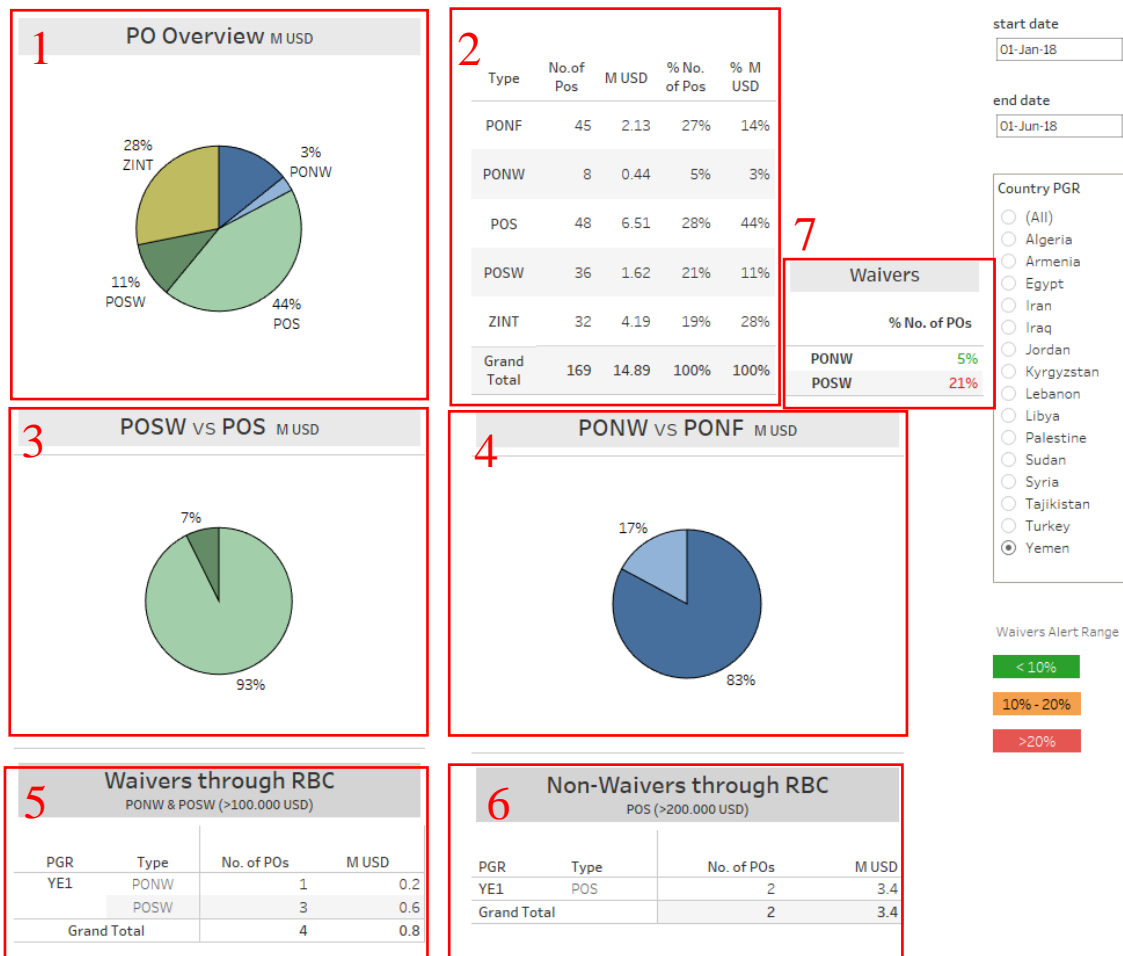 1
PO Overview M USD
28%
ZINT
3%
PONW
11%
POSW
44%
POS
2
Type No.of Pos M USD % No. of Pos % M USD
PONF 45 2.13 27% 14%
PONW 8 0.44 5% 3%
POS 48 6.51 28% 44%
POSW 36 1.62 21% 11%
ZINT 32 4.19 19% 28%
Grand Total 169 14.89 100% 100%
7
Waivers
% No. of POs
PONW 5%
POSW 21%
start date
01-Jan-18
end date
01-Jun-18
Country PGR
(All)
Algeria
Armenia
Egypt
Iran
Iraq
Jordan
Kyrgyzstan
Lebanon
Libya
Palestine
Sudan
Syria
Tajikistan
Turkey
Yemen
Waivers Alert Range
< 10%
10% - 20%
>20%
3
POSW VS POS M USD
7%
93%
4
PONW VS PONF M USD
17%
83%
5
Waivers through RBC
PONW & POSW (>100.000 USD)
PGR Type No. of POs M USD
YE1 PONW 1 0.2
POSW 3 0.6
Grand Total 4 0.8
6
Non-Waivers through RBC
POS (>200.000 USD)
PGR Type No. of POs M USD
YE1 POS 2 3.4
Grand Total 2 3.4